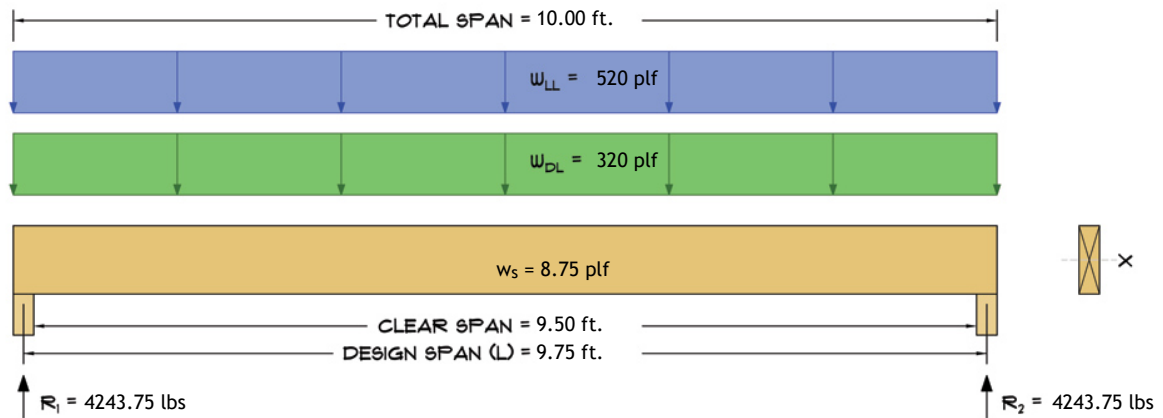 TOTAL SPAN = 10.00 ft.
WLL = 520 plf
WDL = 320 plf
ws = 8.75 plf
X
CLEAR SPAN = 9.50 ft.
DESIGN SPAN (L) = 9.75 ft.
R1 = 4243.75 lbs
R2 = 4243.75 lbs